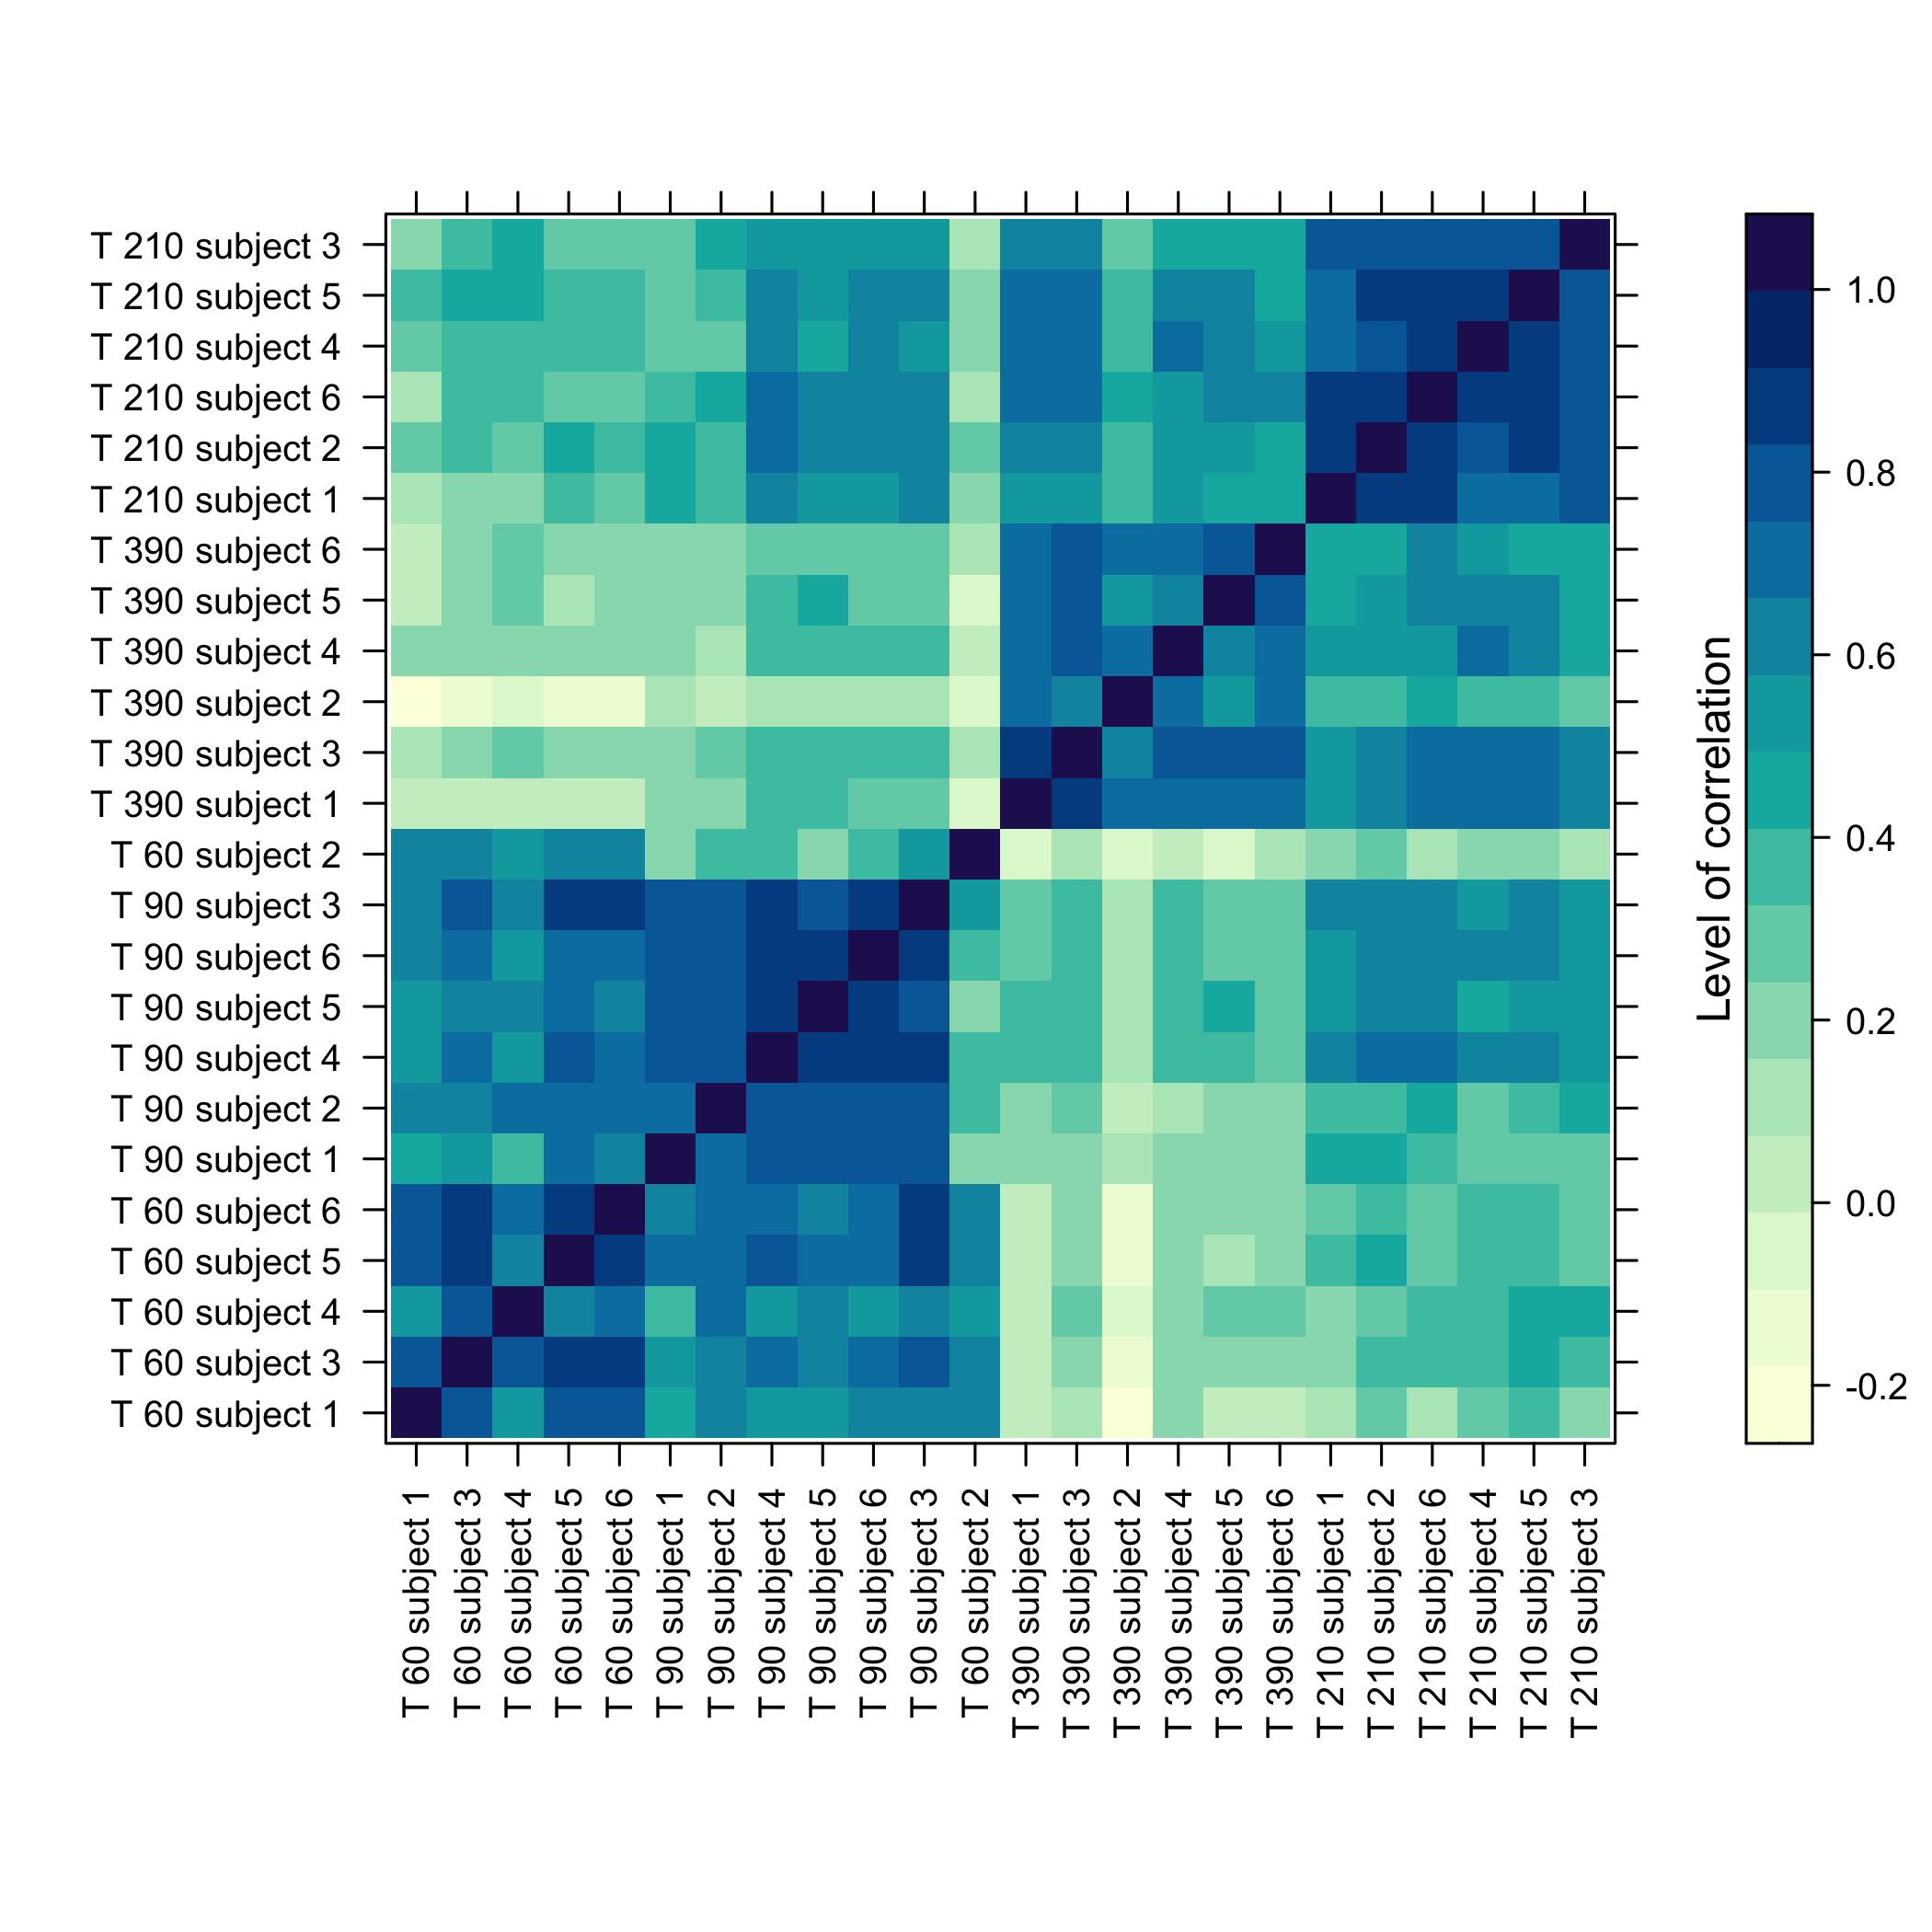 T 210 subject 3
T 210 subject 5
T 210 subject 4
T 210 subject 6
T 210 subject 2
T 210 subject 1
T 390 subject 6
T 390 subject 5
T 390 subject 4
T 390 subject 2
T 390 subject 3
T 390 subject 1
T 60 subject 2
T 90 subject 3
T 90 subject 6
T 90 subject 5
T 90 subject 4
T 90 subject 2
T 90 subject 1
T 60 subject 6
T 60 subject 5
T 60 subject 4
T 60 subject 3
T 60 subject 1
T 60 subject 1
T 60 subject 3
T 60 subject 4
T 60 subject 5
T 60 subject 6
T 90 subject 1
T 90 subject 2
T 90 subject 4
T 90 subject 5
T 90 subject 6
T 90 subject 3
T 60 subject 2
T 390 subject 1
T 390 subject 3
T 390 subject 2
T 390 subject 4
T 390 subject 5
T 390 subject 6
T 210 subject 1
T 210 subject 2
T 210 subject 6
T 210 subject 4
T 210 subject 5
T 210 subject 3
Level of correlation
1.0
0.8
0.6
0.4
0.2
0.0
-0.2